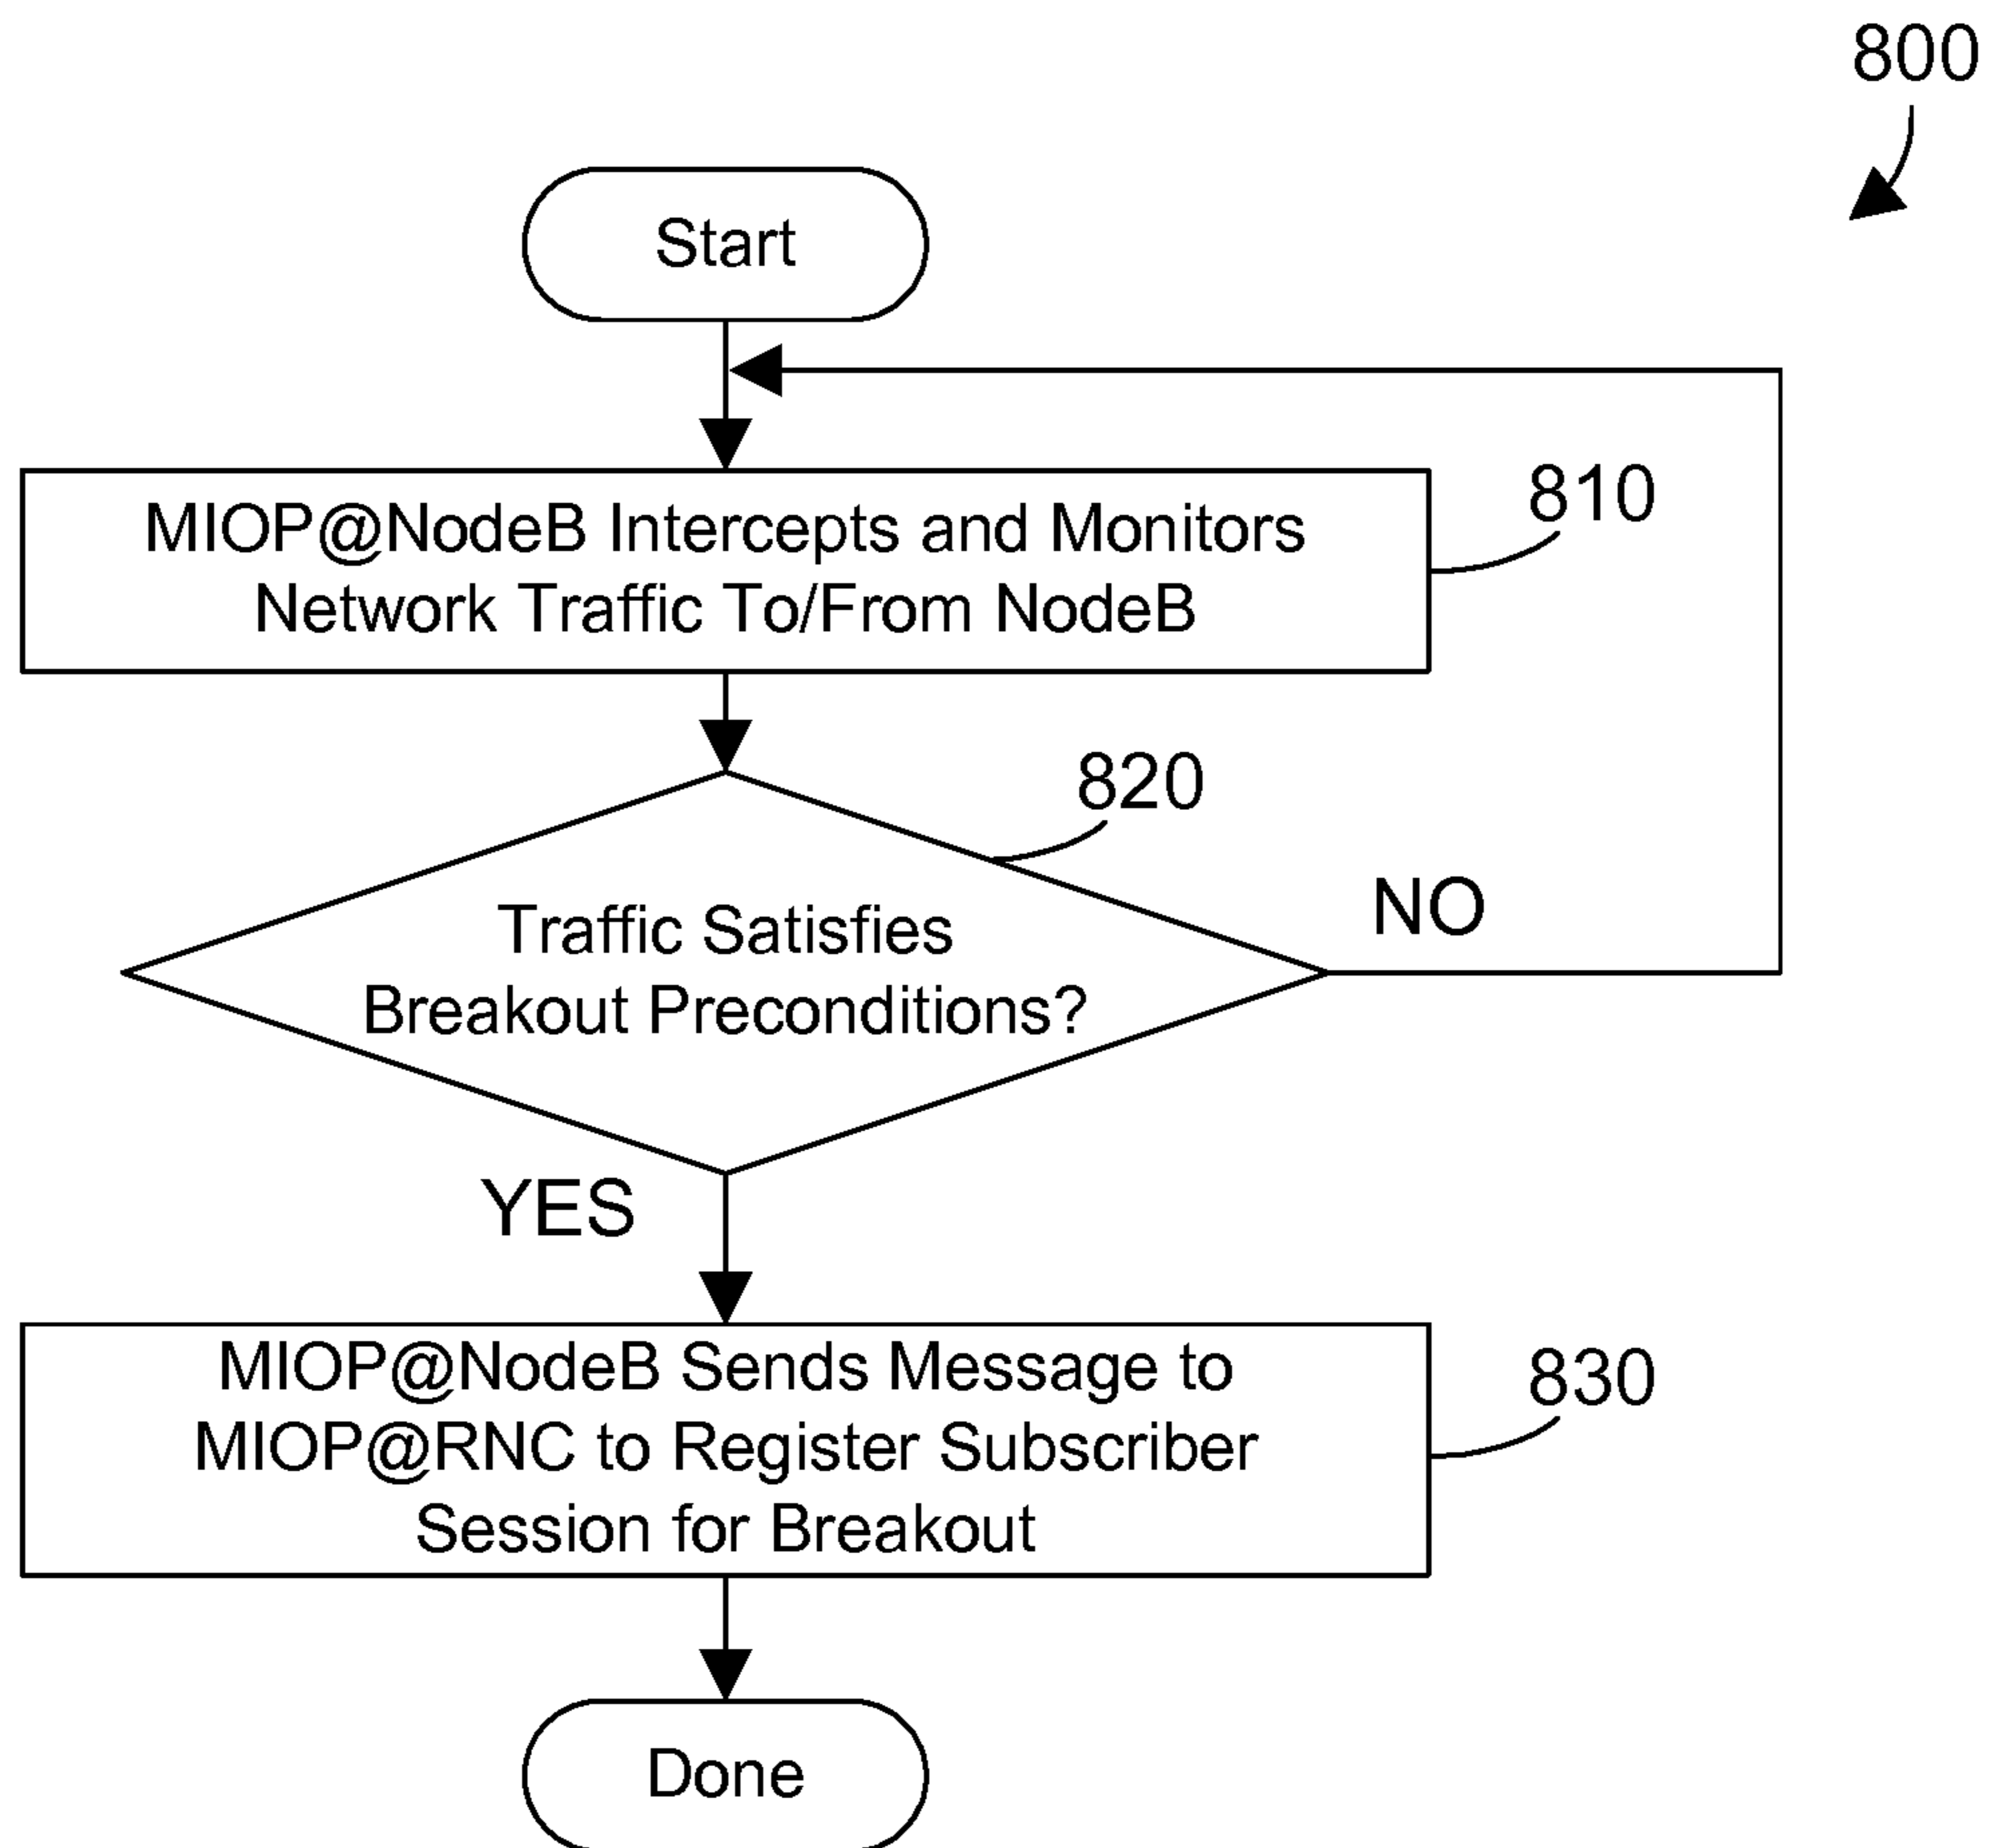 800
Start
MIOP@NodeB Intercepts and Monitors
Network Traffic To/From NodeB
810
820
Traffic Satisfies
Breakout Preconditions?
NO
YES
MIOP@NodeB Sends Message to
MIOP@RNC to Register Subscriber
Session for Breakout
830
Done